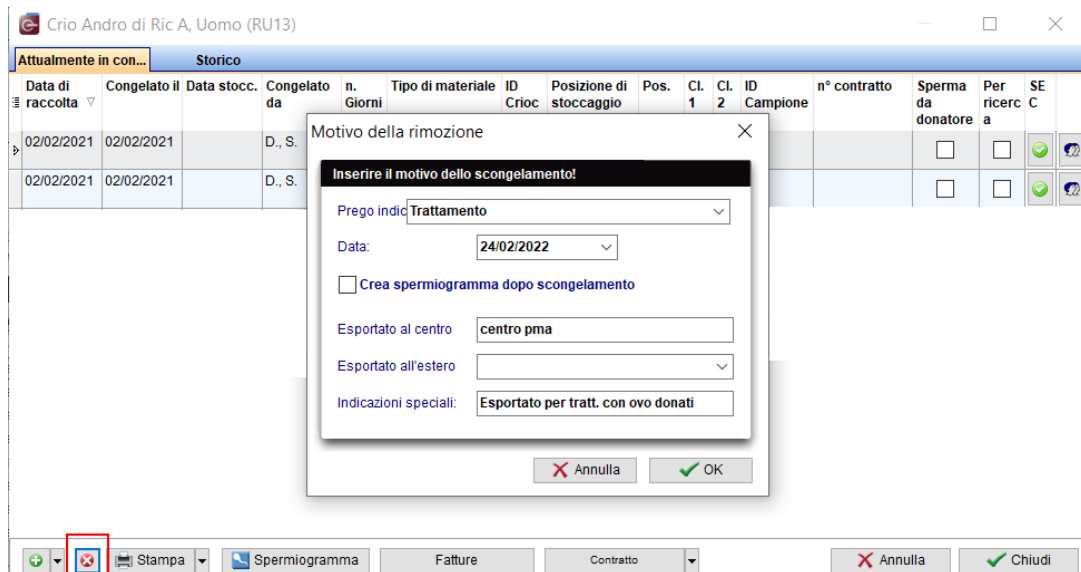 Crio Andro di Ric A, Uomo (RU13)
Attualmente in con... Storico
Data di raccolta Congelato il Data stocc. Congelato da n. Giorni Tipo di materiale ID Crioc Posizione di stoccaggio Pos. Cl. 1 Cl. 2 ID Campione n° contratto Sperma da donatore Per ricerc a SE C
02/02/2021 02/02/2021 D., S.
02/02/2021 02/02/2021 D., S.
Motivo della rimozione
Inserire il motivo dello scongelamento!
Prego indic Trattamento
Data: 24/02/2022
Crea spermiogramma dopo scongelamento
Esportato al centro centro pma
Esportato all'estero
Indicazioni speciali: Esportato per tratt. con ovo donati
Annulla OK
Stampa Spermiogramma Fatture Contratto Annulla Chiudi